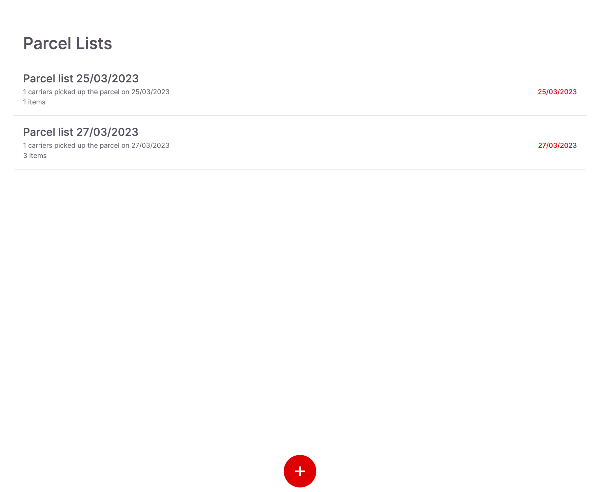 Parcel Lists
Parcel list 25/03/2023
1 carriers picked up the parcel on 25/03/2023
25/03/2023
1 items
Parcel list 27/03/2023
1 carriers picked up the parcel on 27/03/2023
27/03/2023
3 items
+